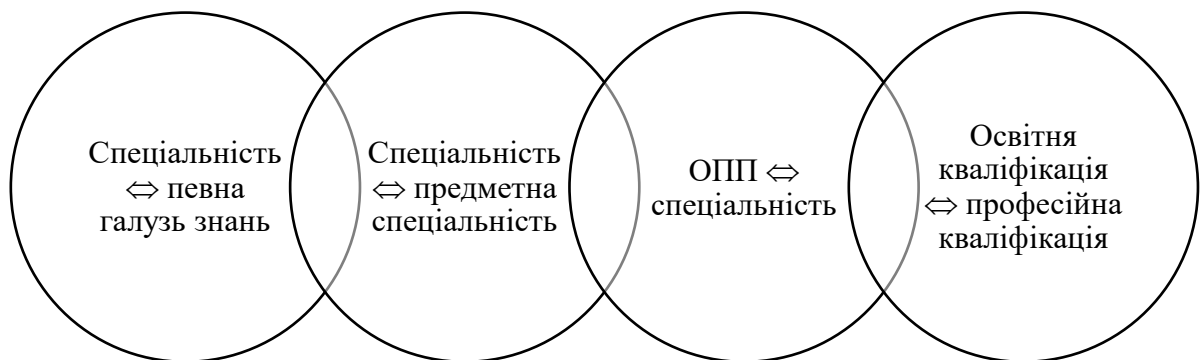 Спеціальність
⇔ певна
галузь знань
Спеціальність
⇔ предметна
спеціальність
ОПП ⇔
спеціальність
Освітня
кваліфікація
⇔ професійна
кваліфікація